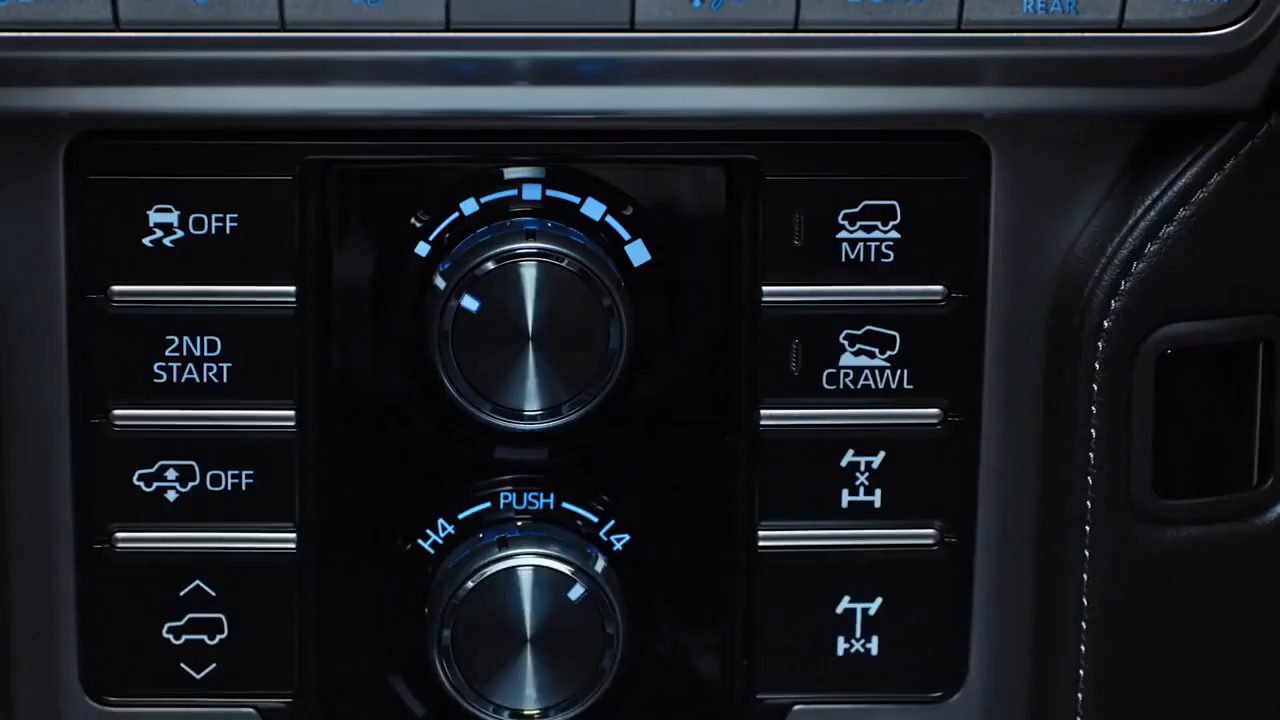 REAR
OFF
MTS
2ND
START
CRAWL
OFF
PUSH
H4
L4